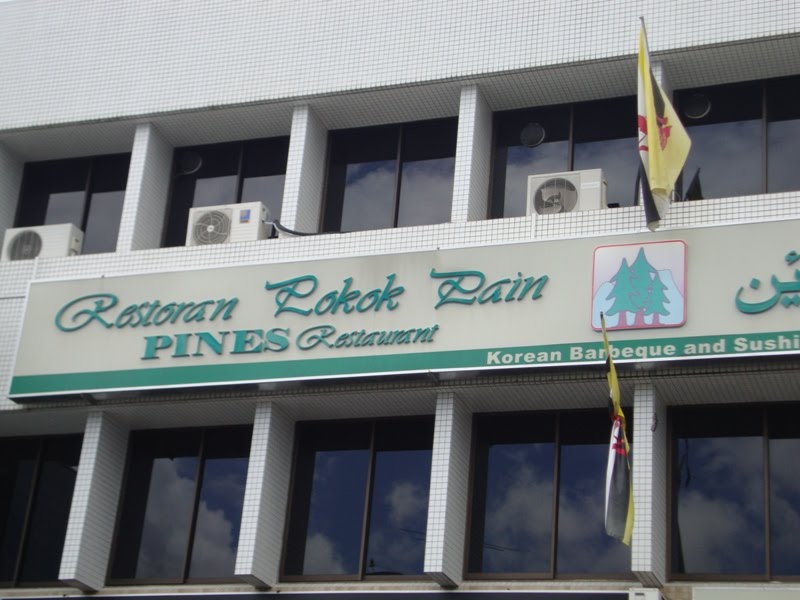 Restoran Pokok Pain
PINES Restaurant
Korean Barbeque and Sushi